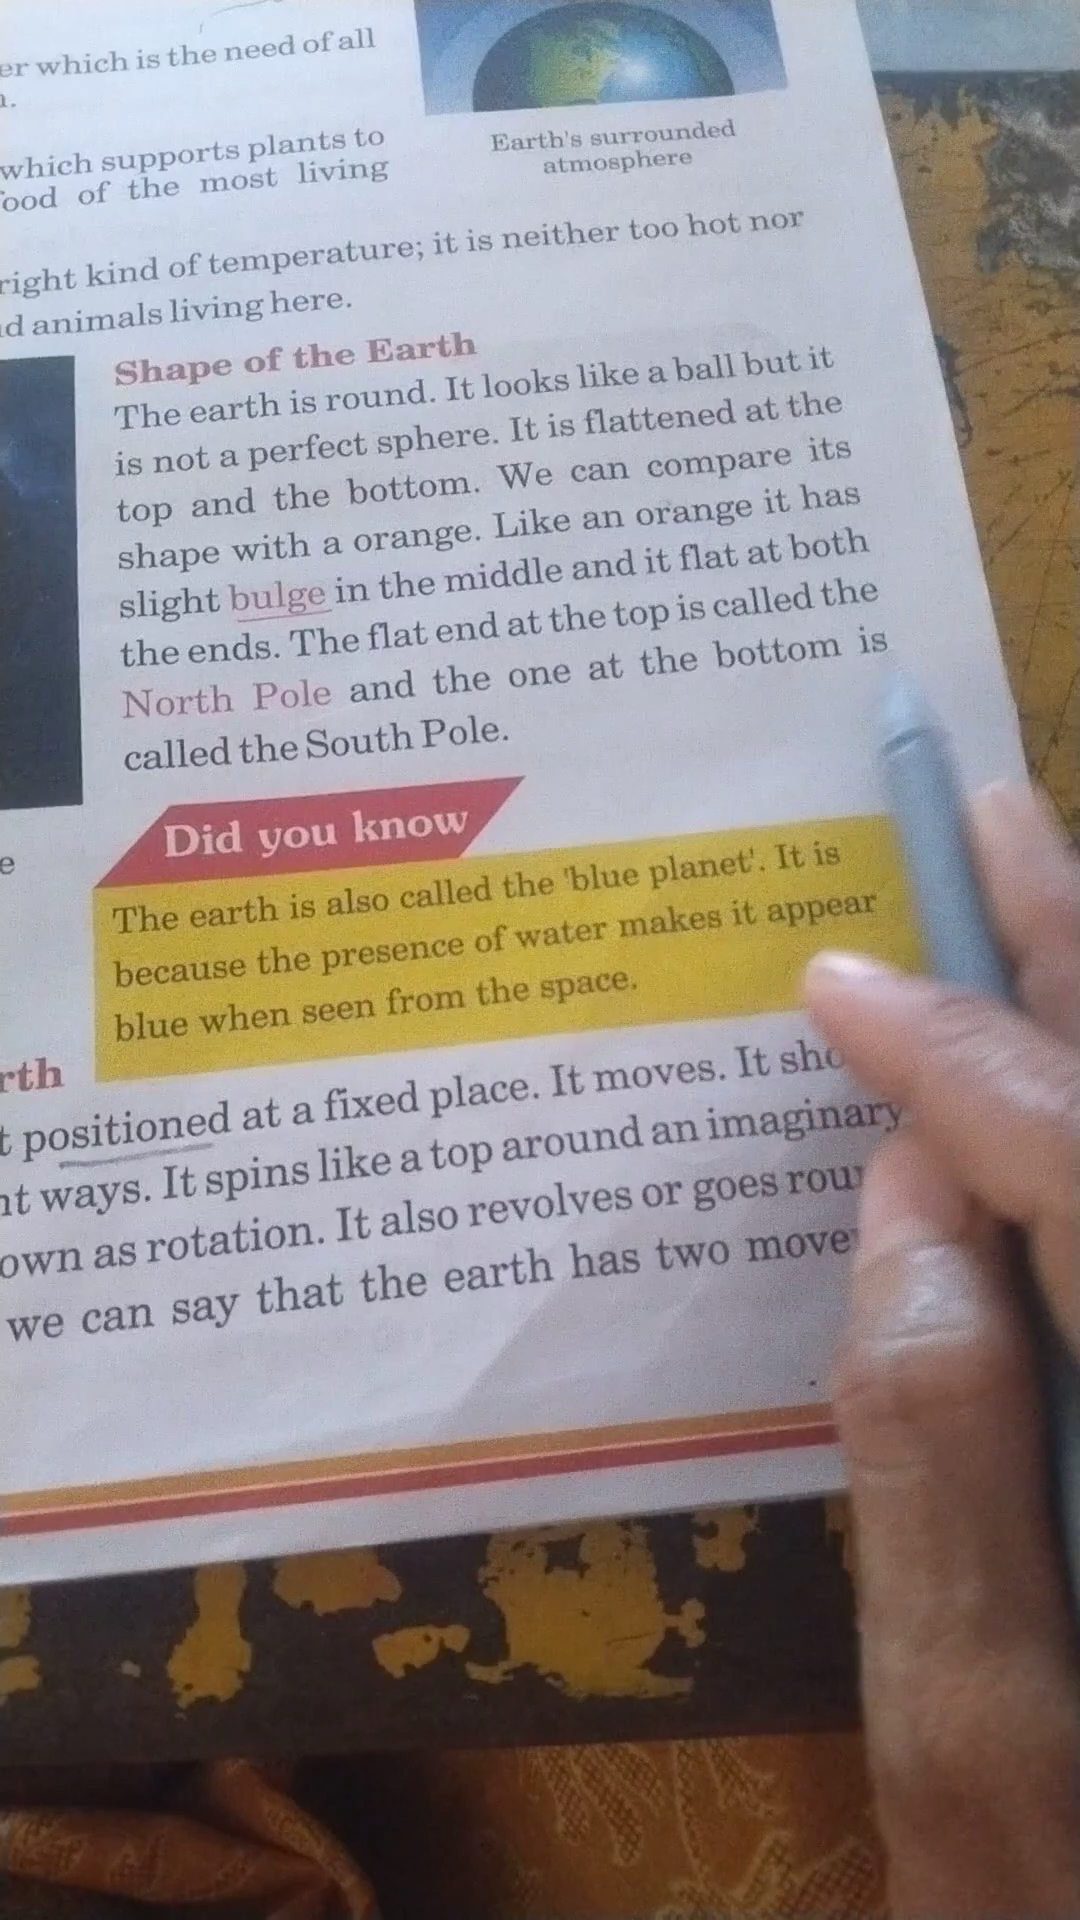 which is the need of all
Earth's surrounded
atmosphere
which supports plants to
of the most living
right kind of temperature; it is neither too hot nor
animals living here.
Shape of the Earth
The earth is round. It looks like a ball but it
is not a perfect sphere. It is flattened at the
top and the bottom. We can compare its
shape with a orange. Like an orange it has
slight bulge in the middle and it flat at both
the ends. The flat end at the top is called the
North Pole and the one at the bottom is
called the South Pole.
Did you know
The earth is also called the 'blue planet'. It is
because the presence of water makes it appear
blue when seen from the space.
positioned at a fixed place. It moves. It
ways. It spins like a top around an imaginary
as rotation. It also revolves or goes
we can say that the earth has two